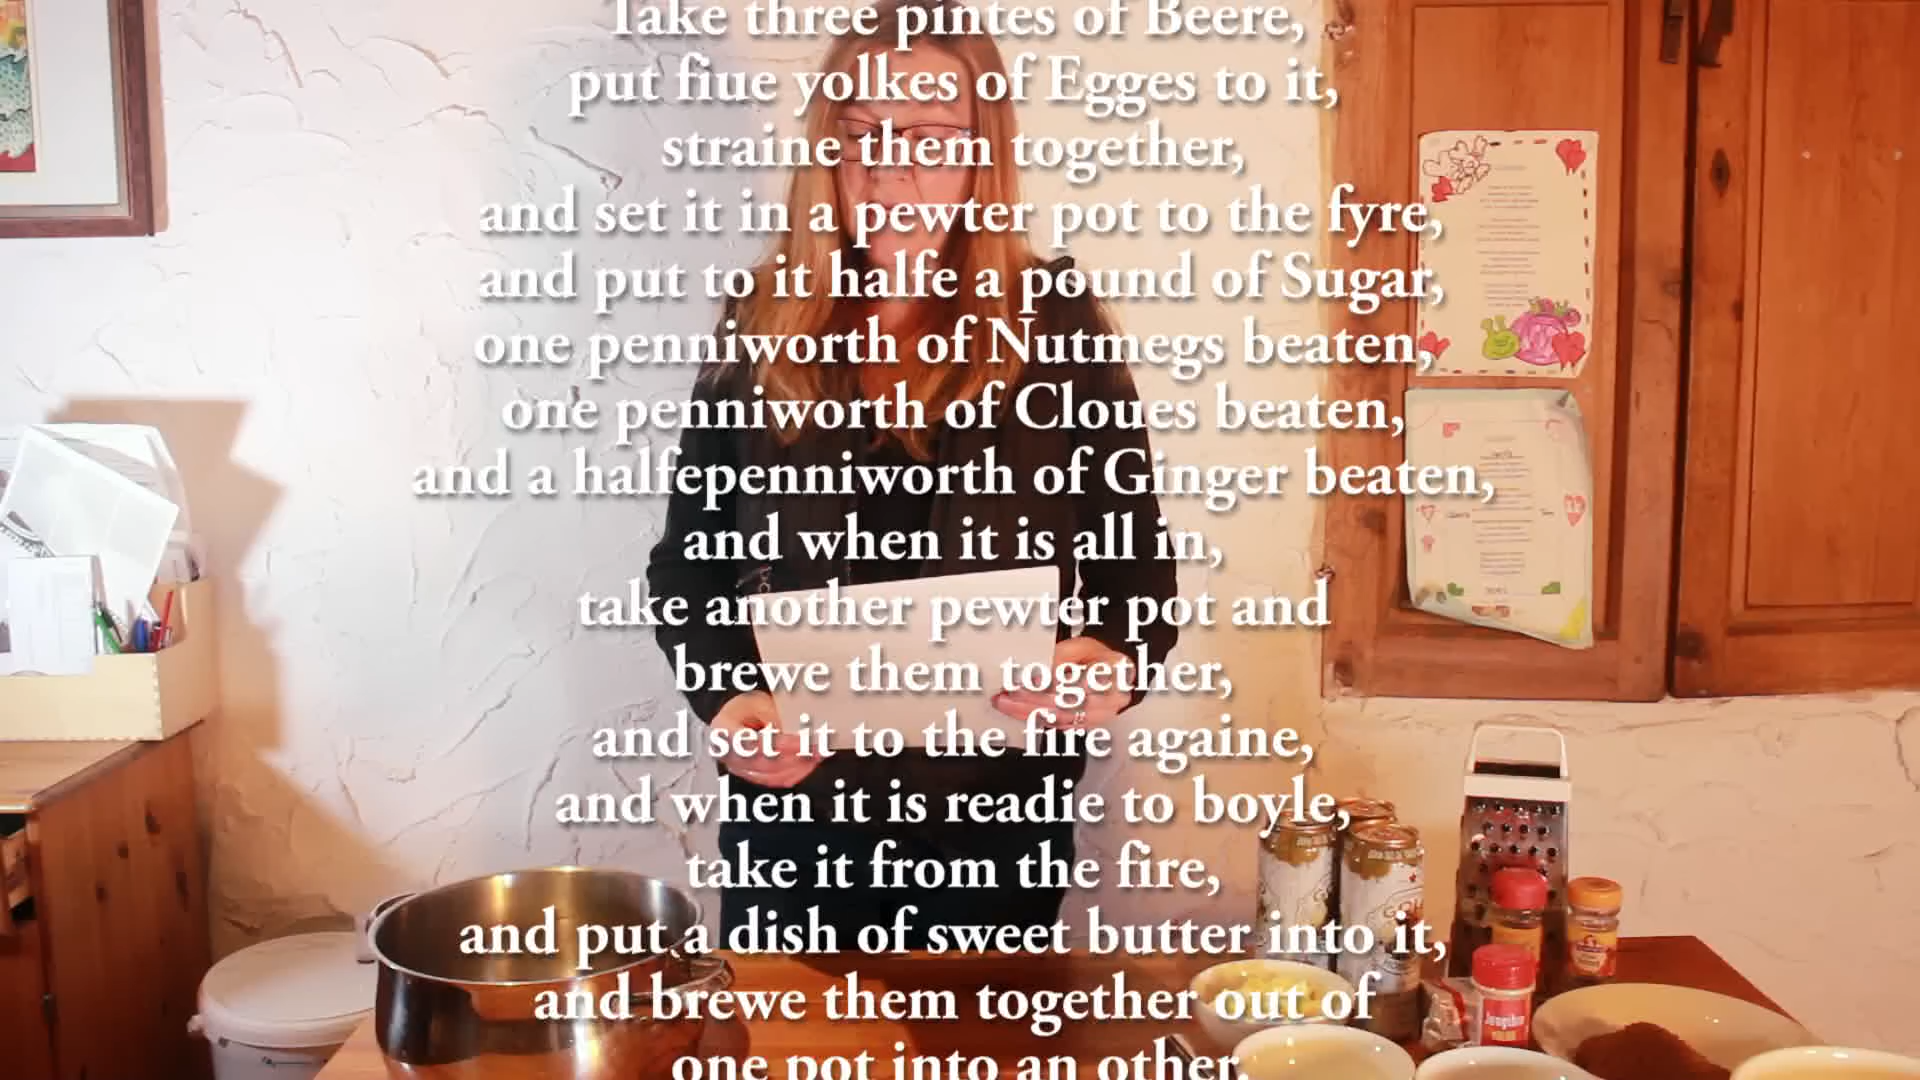 Take three pintes of Beere,
put fiue yolkes of Egges to it,
straine them together,
and set it in a pewter pot to the fyre,
and put to it halfe a pound of Sugar,
one penniworth of Nutmegs beaten,
one penniworth of Cloues beaten,
and a halfepenniworth of Ginger beaten,
and when it is all in,
take another pewter pot and
brewe them together,
and set it to the fire againe,
and when it is readie to boyle,
take it from the fire,
and put a dish of sweet butter into it,
and brewe them together out of
one pot into an other.